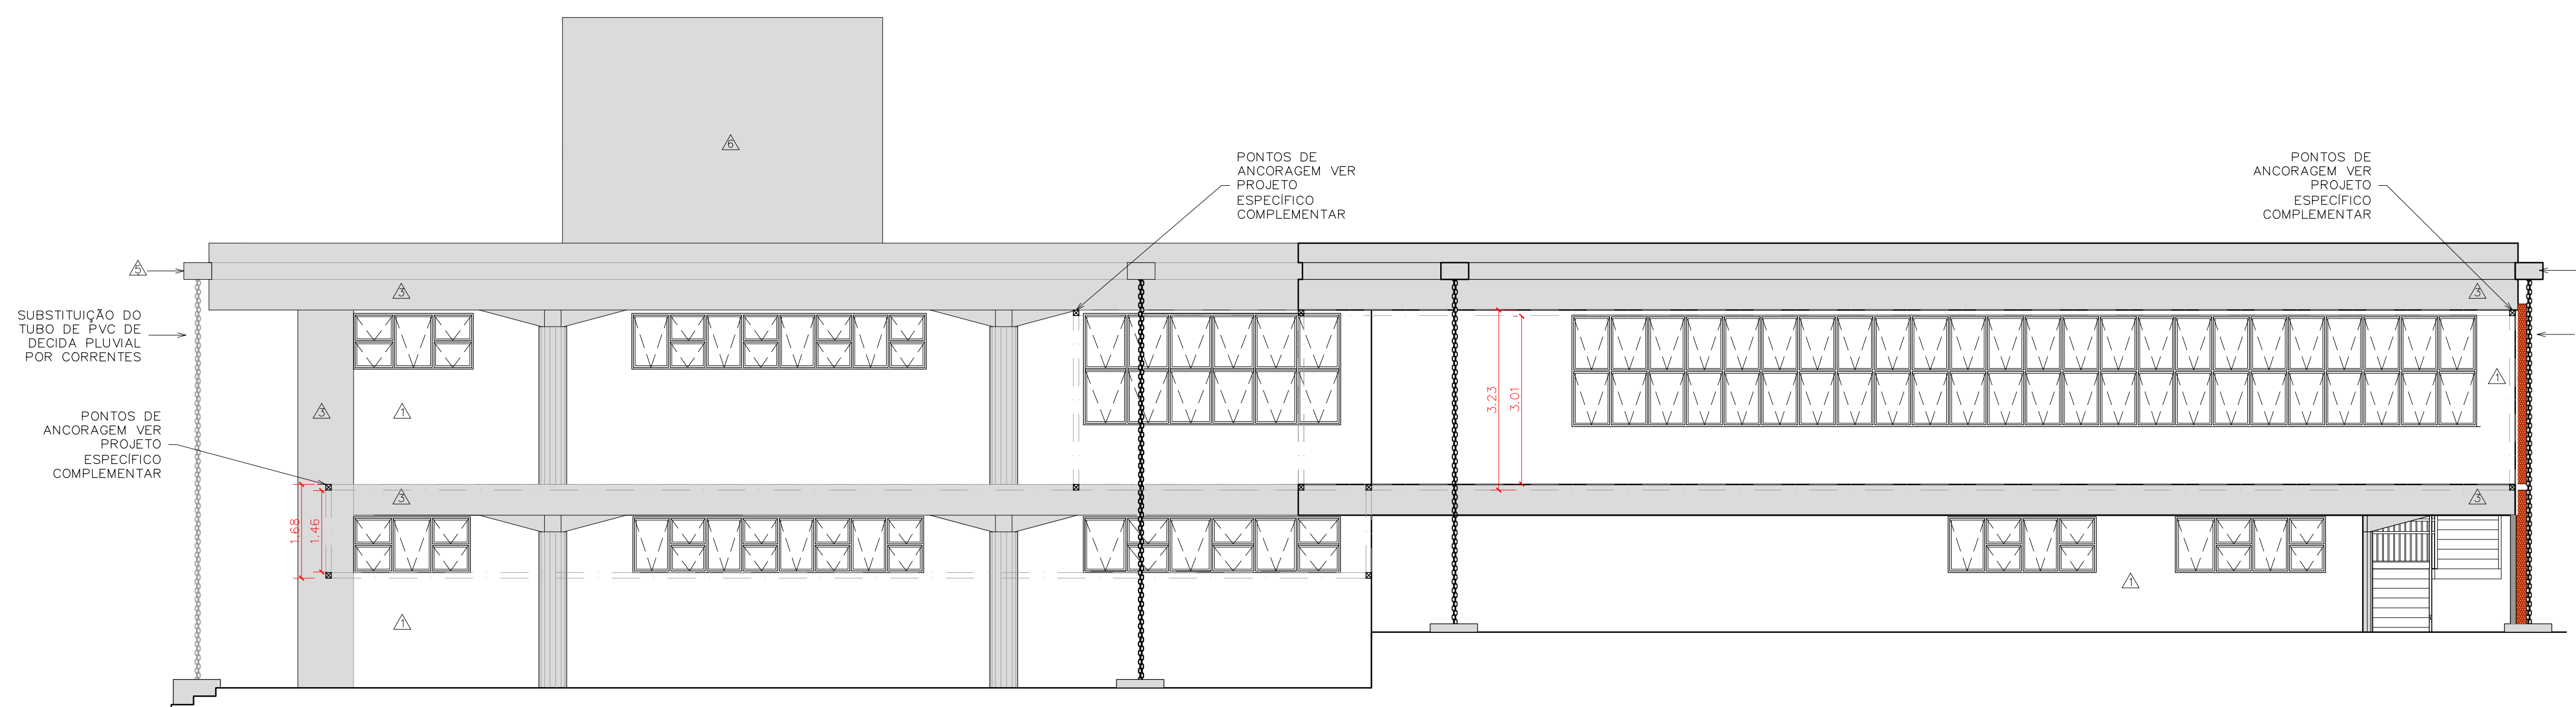 6
PONTOS DE
ANCORAGEM VER
PROJETO
ESPECÍFICO
COMPLEMENTAR
PONTOS DE
ANCORAGEM VER
PROJETO
ESPECÍFICO
COMPLEMENTAR
5
3
3
SUBSTITUIÇÃO DO
TUBO DE PVC DE
DECIDA PLUVIAL
POR CORRENTES
1
3.23
3.01
3
1
PONTOS DE
ANCORAGEM VER
PROJETO
ESPECÍFICO
COMPLEMENTAR
3
3
1.68
1.46
1
1